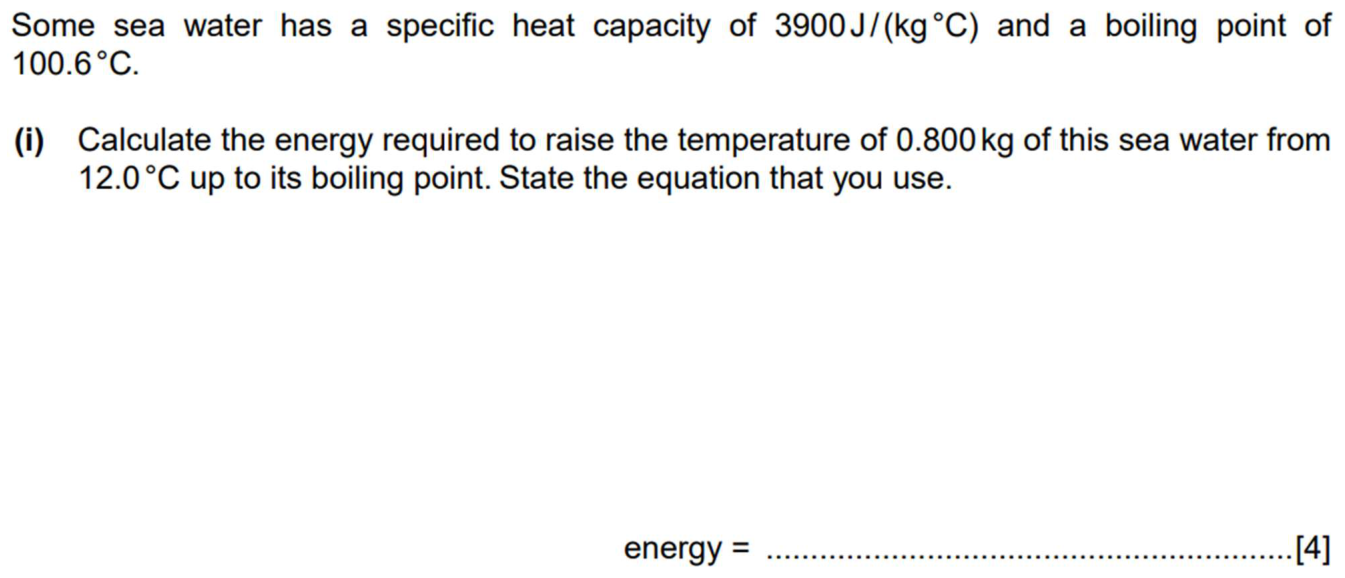 Some sea water has a specific heat capacity of 3900 J/(kg °C) and a boiling point of
100.6 °C.
(i) Calculate the energy required to raise the temperature of 0.800 kg of this sea water from
12.0 °C up to its boiling point. State the equation that you use.
energy = ............................................................[4]